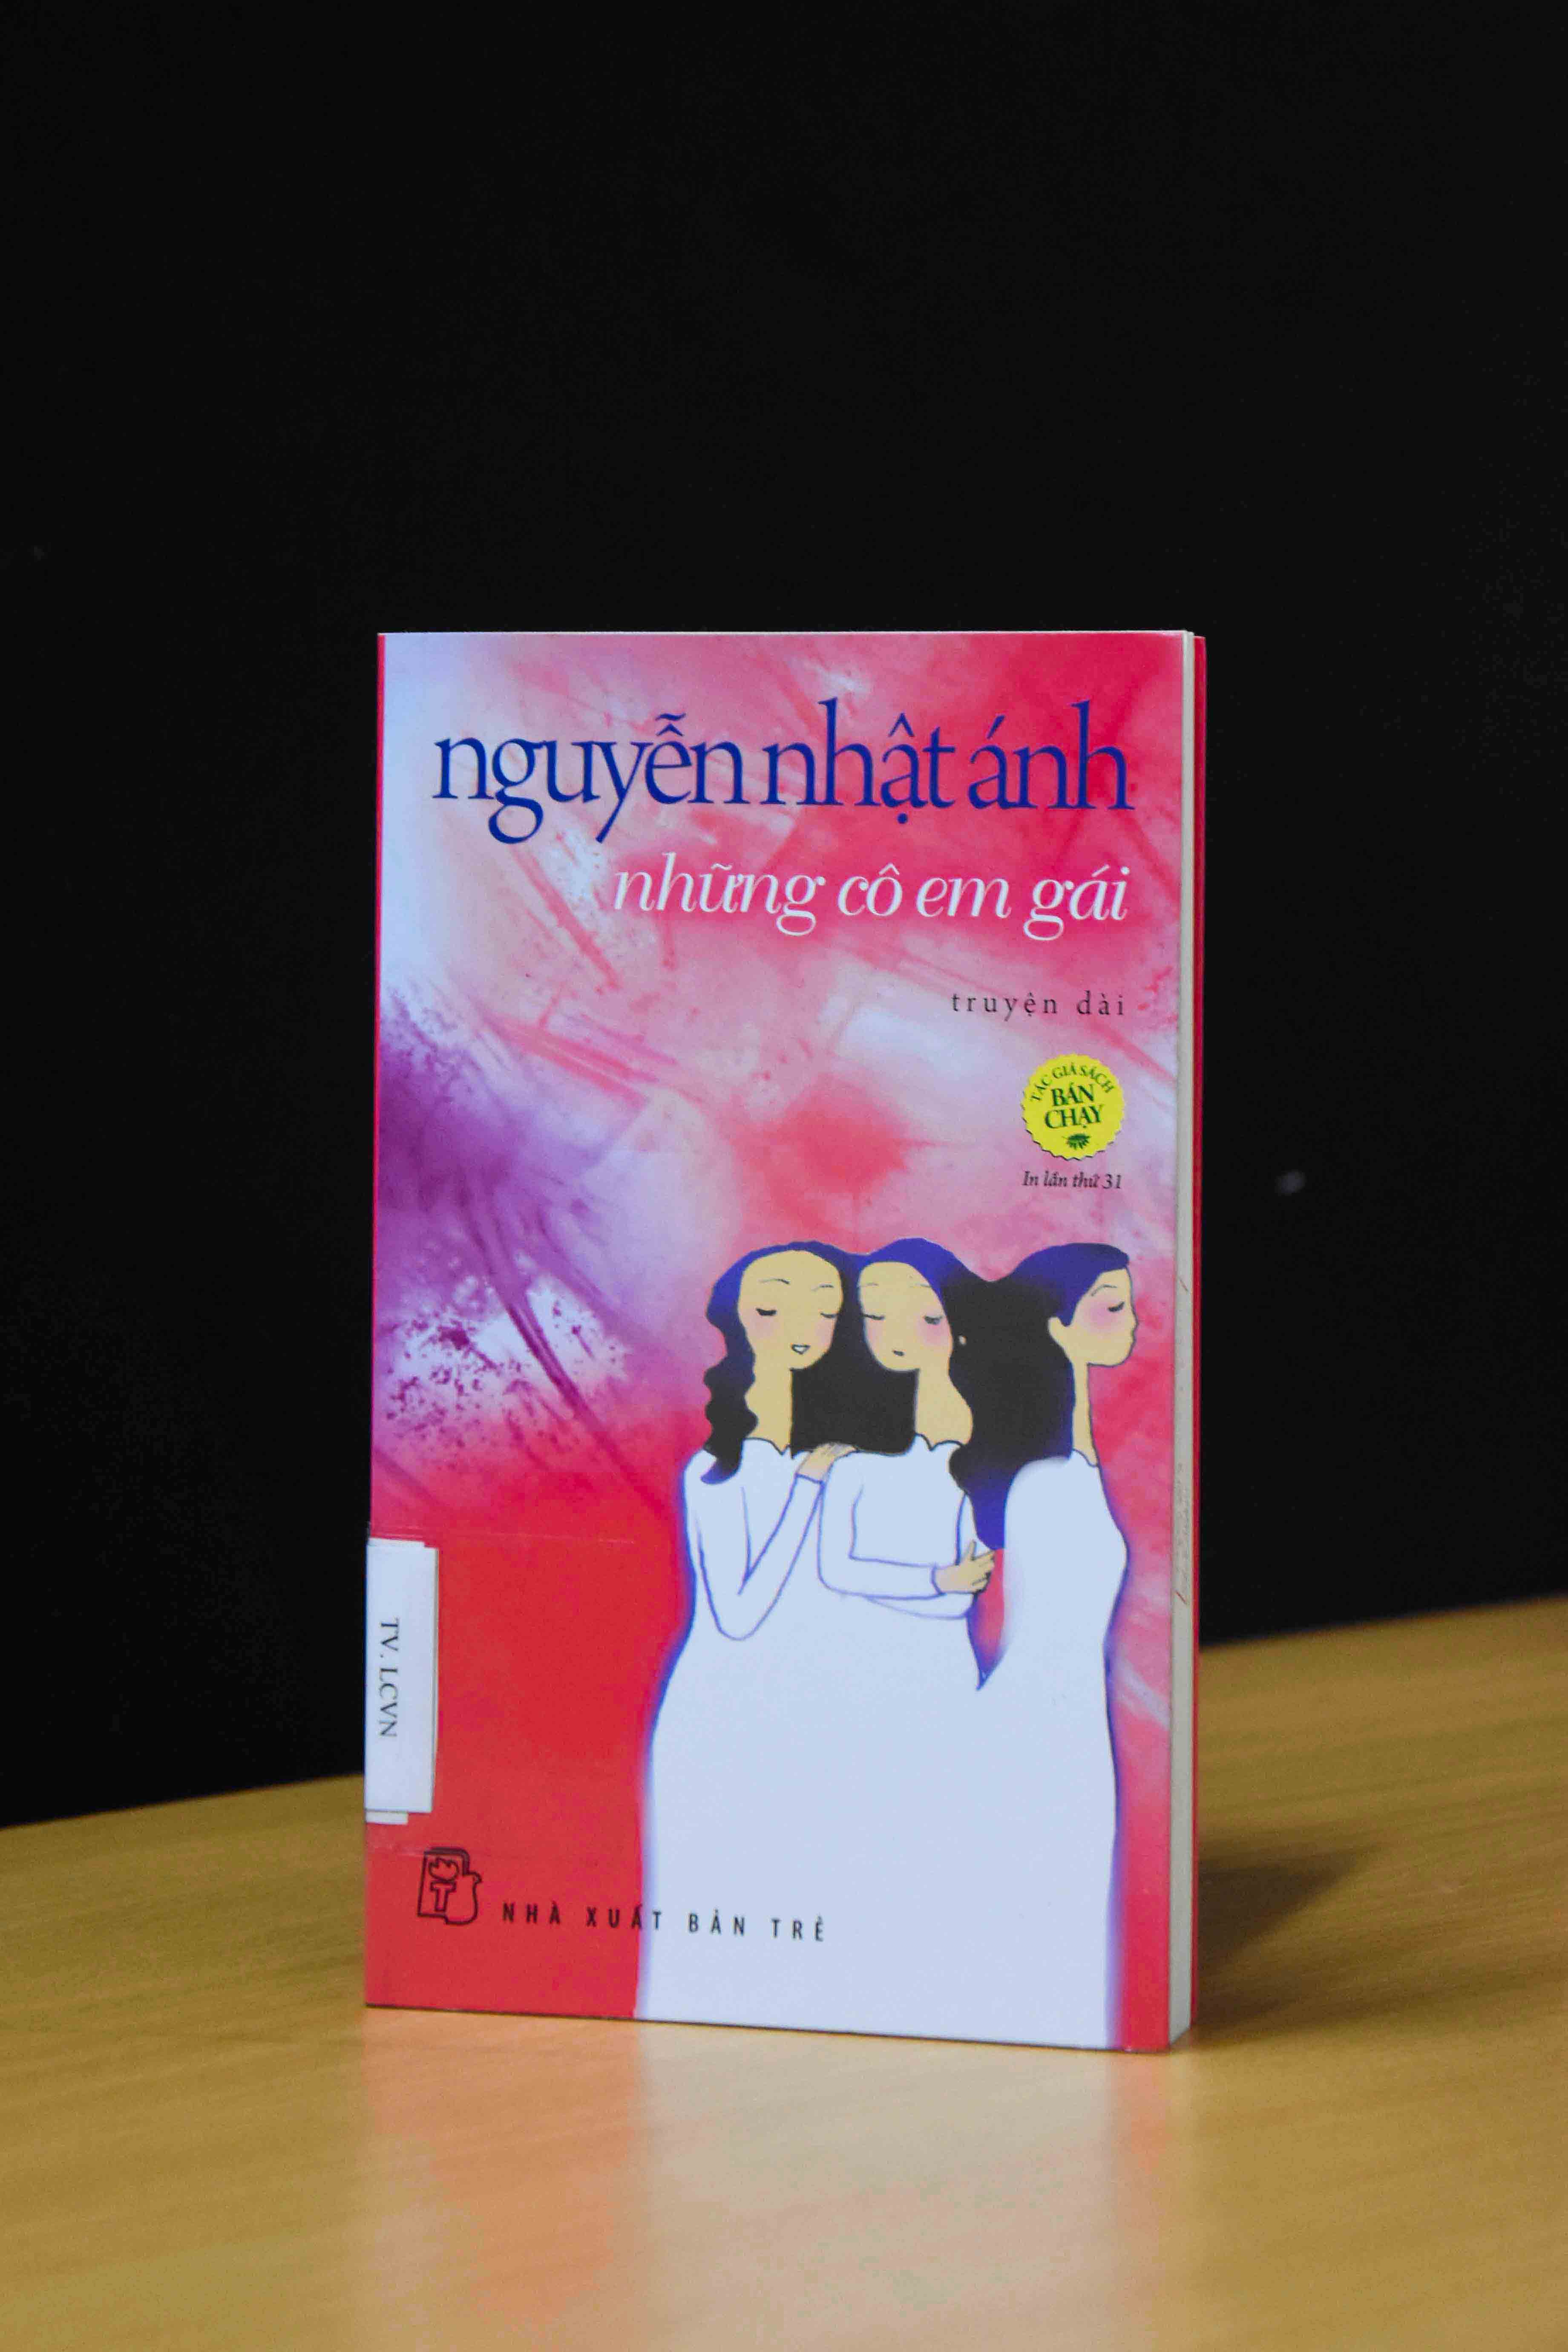 nguyễn nhật ánh
những cô em gái
truyện dài
TÁC GIẢ SÁCH
BÁN
CHẠY
In lần thứ 31
TV. LCVN
T
NHÀ XUẤT BẢN TRẺ